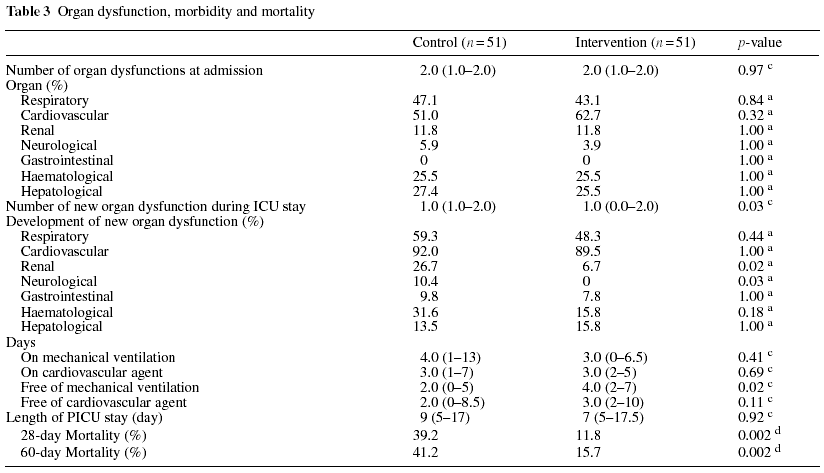 Table 3 Organ dysfunction, morbidity and mortality
Control (n = 51) Intervention (n = 51) p-value
Number of organ dysfunctions at admission 2.0 (1.0–2.0) 2.0 (1.0–2.0) 0.97 c
Organ (%)
Respiratory 47.1 43.1 0.84 a
Cardiovascular 51.0 62.7 0.32 a
Renal 11.8 11.8 1.00 a
Neurological 5.9 3.9 1.00 a
Gastrointestinal 0 0 1.00 a
Haematological 25.5 25.5 1.00 a
Hepatological 27.4 25.5 1.00 a
Number of new organ dysfunction during ICU stay 1.0 (1.0–2.0) 1.0 (0.0–2.0) 0.03 c
Development of new organ dysfunction (%)
Respiratory 59.3 48.3 0.44 a
Cardiovascular 92.0 89.5 1.00 a
Renal 26.7 6.7 0.02 a
Neurological 10.4 0 0.03 a
Gastrointestinal 9.8 7.8 1.00 a
Haematological 31.6 15.8 0.18 a
Hepatological 13.5 15.8 1.00 a
Days
On mechanical ventilation 4.0 (1–13) 3.0 (0–6.5) 0.41 c
On cardiovascular agent 3.0 (1–7) 3.0 (2–5) 0.69 c
Free of mechanical ventilation 2.0 (0–5) 4.0 (2–7) 0.02 c
Free of cardiovascular agent 2.0 (0–8.5) 3.0 (2–10) 0.11 c
Length of PICU stay (day) 9 (5–17) 7 (5–17.5) 0.92 c
28-day Mortality (%) 39.2 11.8 0.002 d
60-day Mortality (%) 41.2 15.7 0.002 d